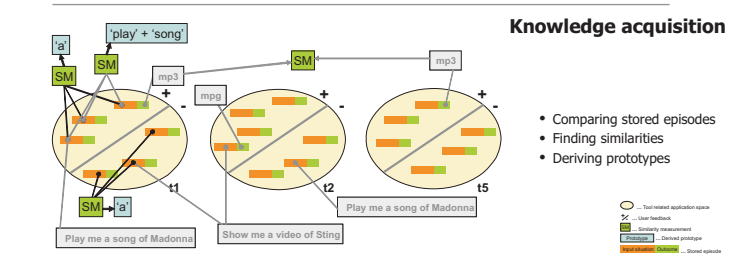 Knowledge acquisition
'play' + 'song'
'a'
SM
SM
SM
mp3
mp3
mpg
+
-
+
-
+
-
• Comparing stored episodes
• Finding similarities
• Deriving prototypes
t1
t2
t5
SM
'a'
Play me a song of Madonna
Play me a song of Madonna
Show me a video of Sting
... Tool related application space
+/- ... User feedback
SM ... Similarity measurement
Prototype ... Derived prototype
Input situation Outcome ... Stored episode